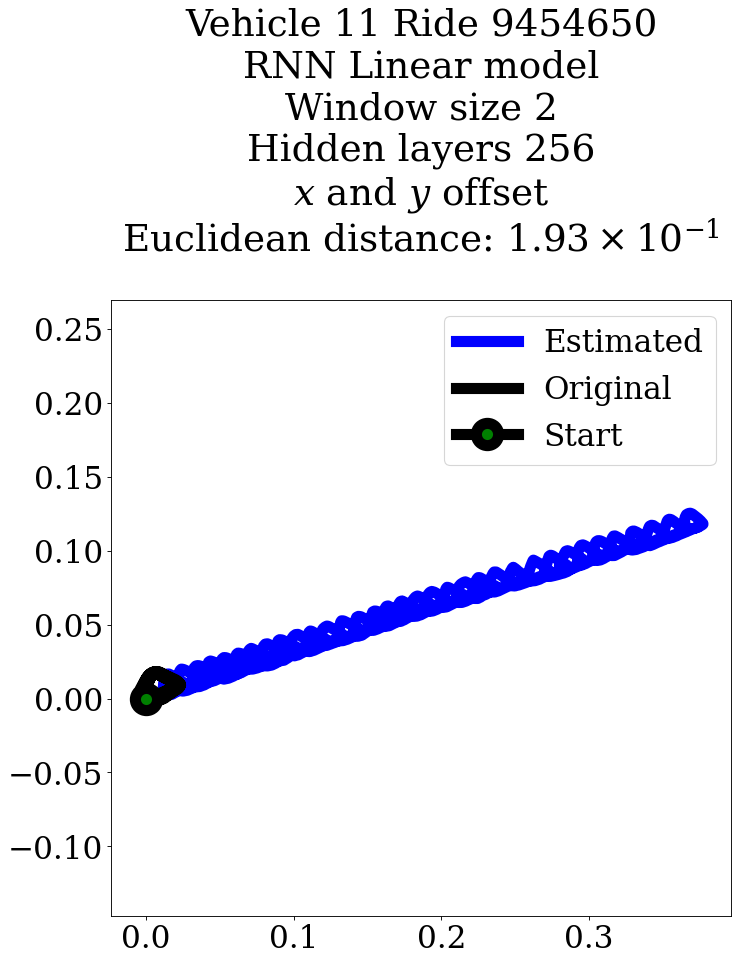 Vehicle 11 Ride 9454650
RNN Linear model
Window size 2
Hidden layers 256
x and y offset
Euclidean distance: 1.93 × 10⁻¹
Estimated
Original
Start
0.25
0.20
0.15
0.10
0.05
0.00
−0.05
−0.10
0.0 0.1 0.2 0.3